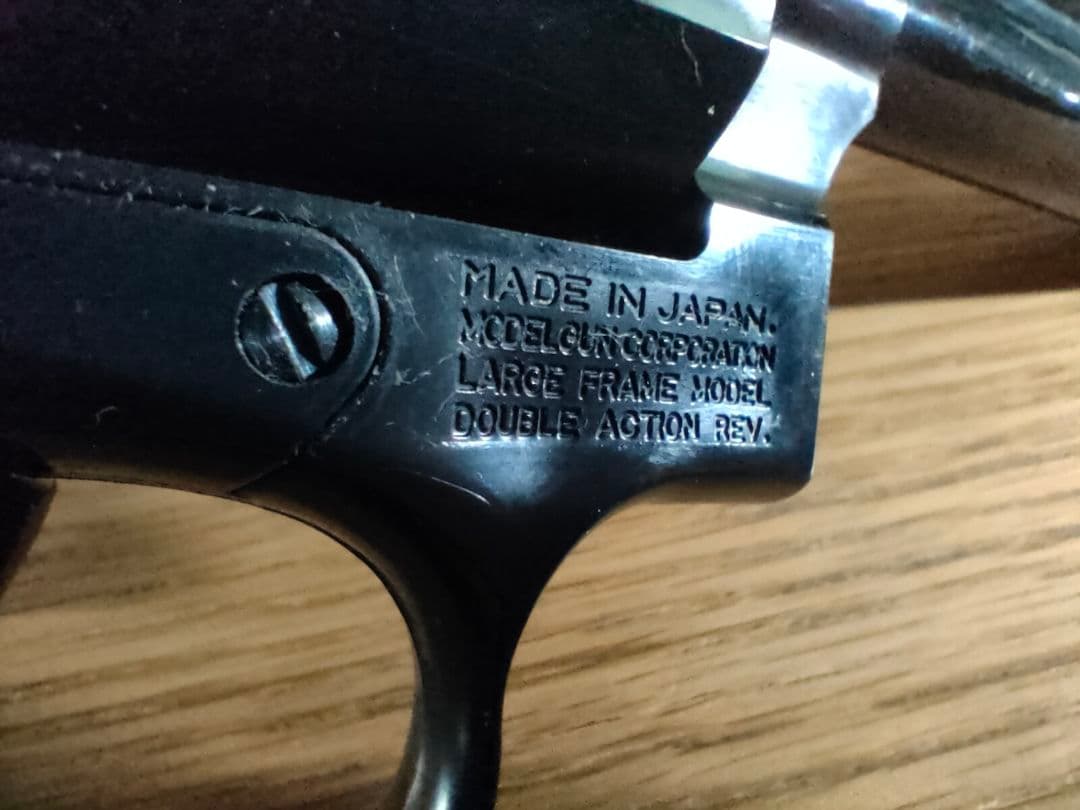 MADE IN JAPAN.
MODELGUN CORPORATION
LARGE FRAME MODEL
DOUBLE ACTION REV.